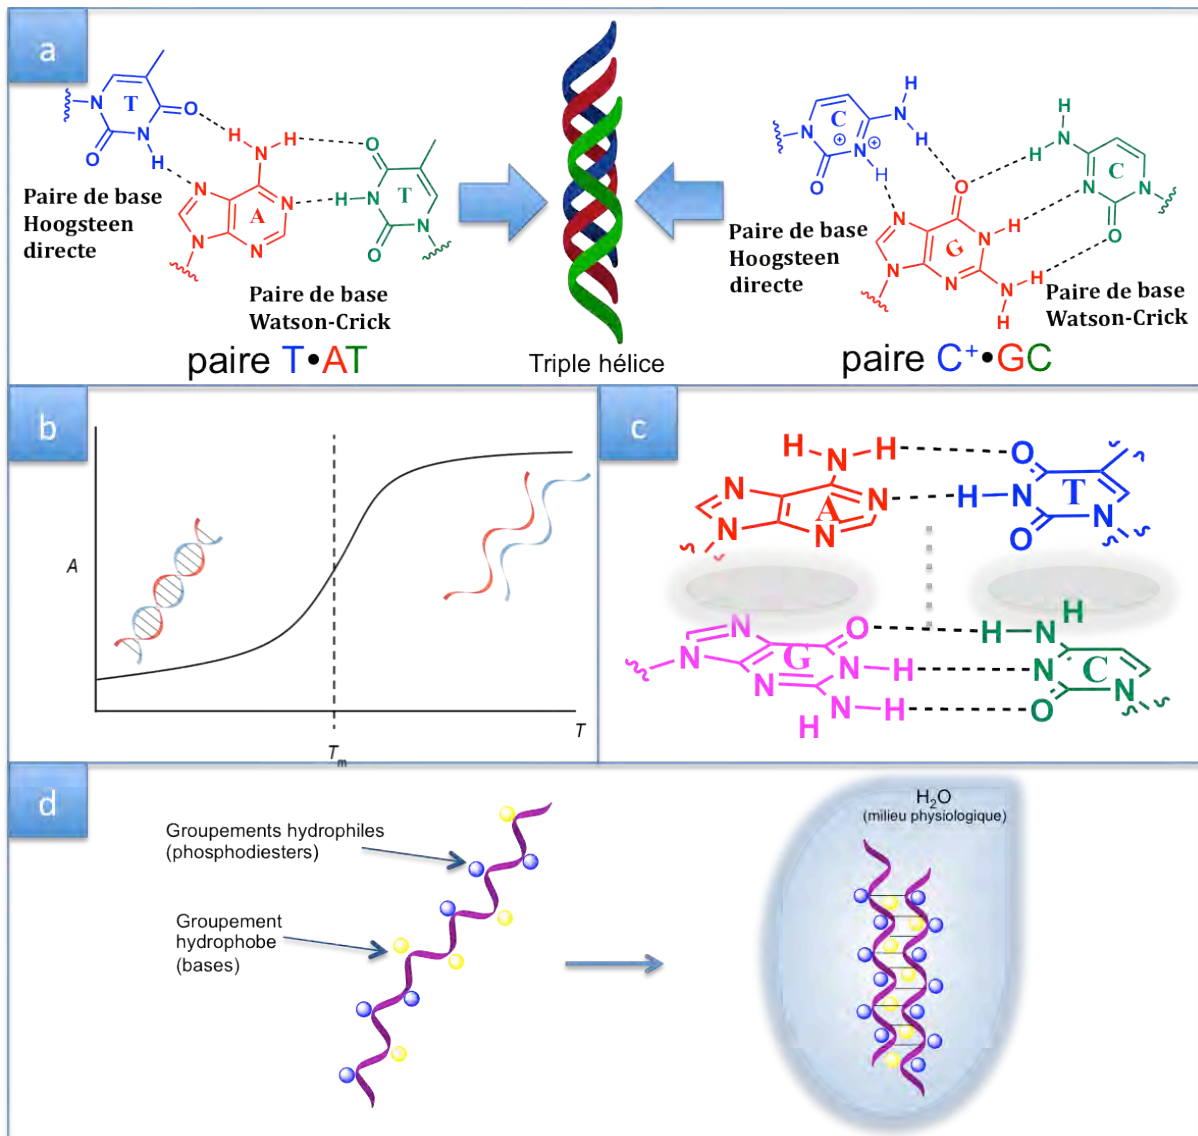 a
T
N
O
N
H
O
H
H
N
N
N
A
N
N
O
H
N
T
N
O
Paire de base
Hoogsteen
directe
Paire de base
Watson-Crick
paire T•AT
Triple hélice
H
N
H
C
N
N
O
H
H
H
N
C
N
N
O
O
N
N
H
G
N
N
N
H
H
Paire de base
Hoogsteen
directe
Paire de base
Watson-Crick
paire C+•GC
b
A
T
Tm
c
H
N
H
O
N
N
H
N
T
A
O
N
N
N
N
O
H
N
H
N
G
N
H
N
C
N
N
N
H
O
H
d
Groupements hydrophiles
(phosphodiesters)
Groupement
hydrophobe
(bases)
H2O
(milieu physiologique)